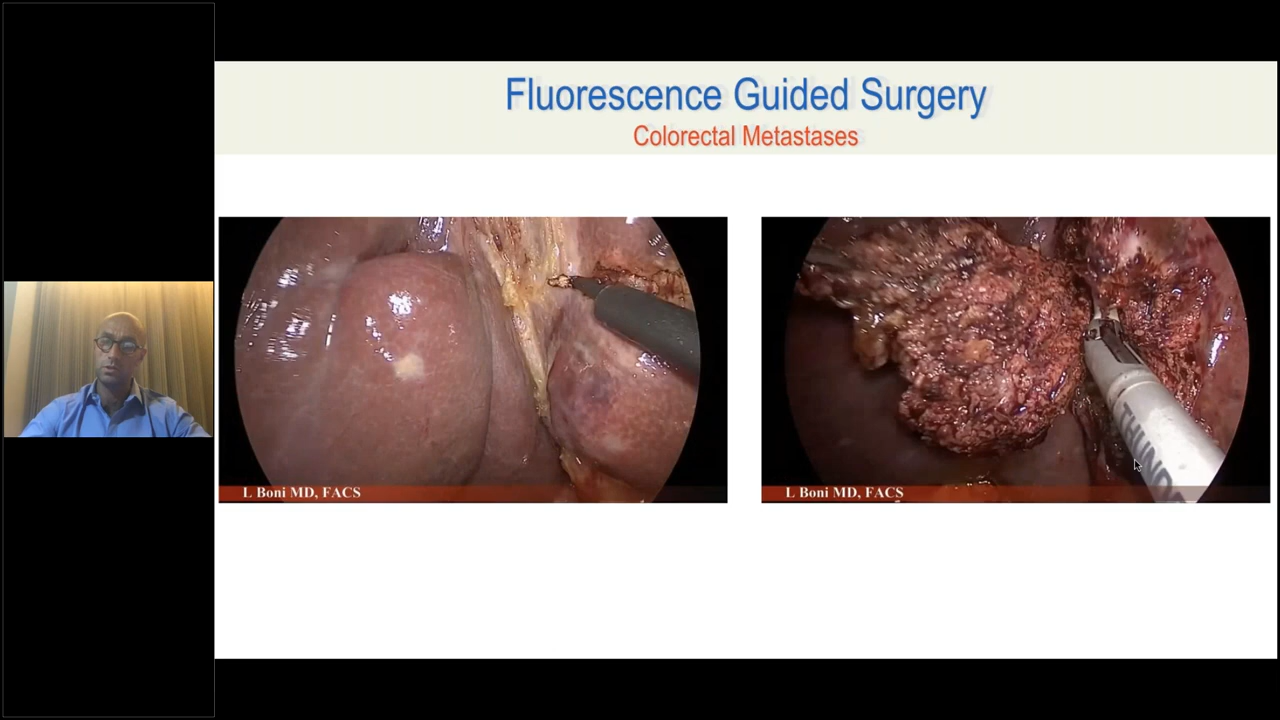 Fluorescence Guided Surgery
Colorectal Metastases
L Boni MD, FACS
L Boni MD, FACS